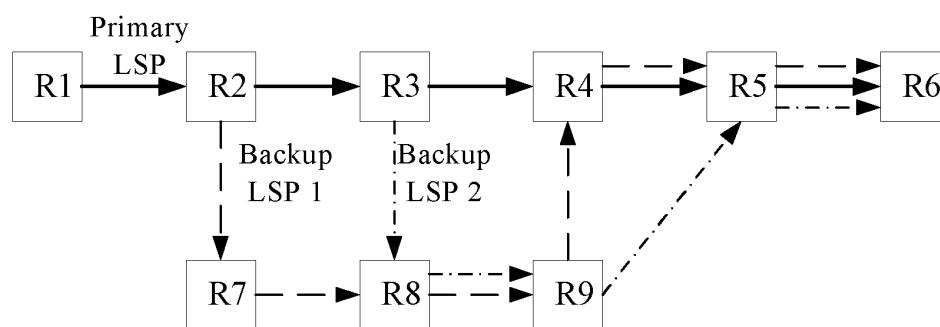 Primary
LSP
R1
R2
R3
R4
R5
R6
Backup
LSP 1
Backup
LSP 2
R7
R8
R9